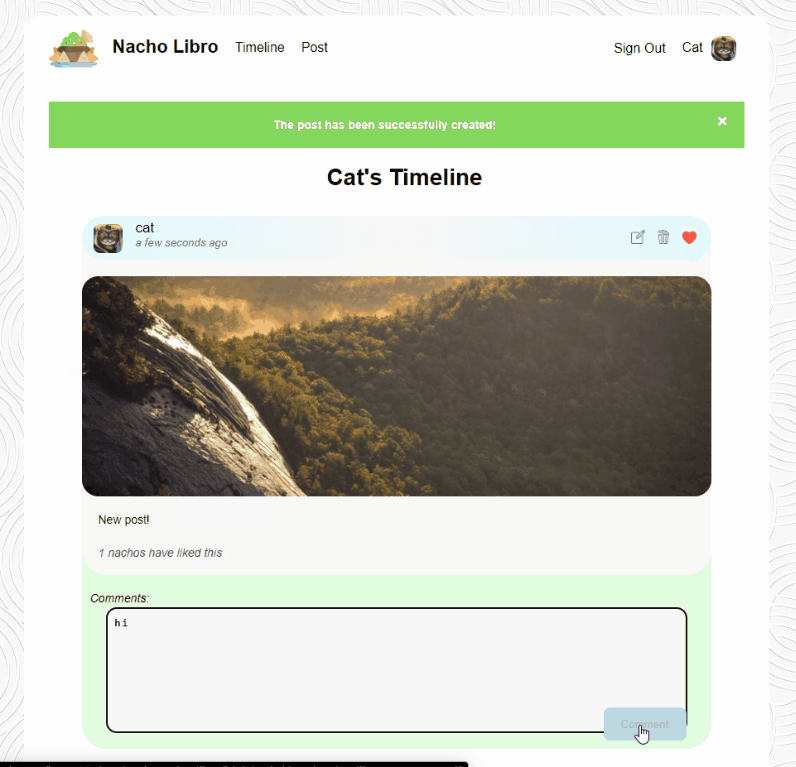 Nacho Libro Timeline Post Sign Out Cat
The post has been successfully created! ×
Cat's Timeline
cat
a few seconds ago
New post!
1 nachos have liked this
Comments:
hi
Comment